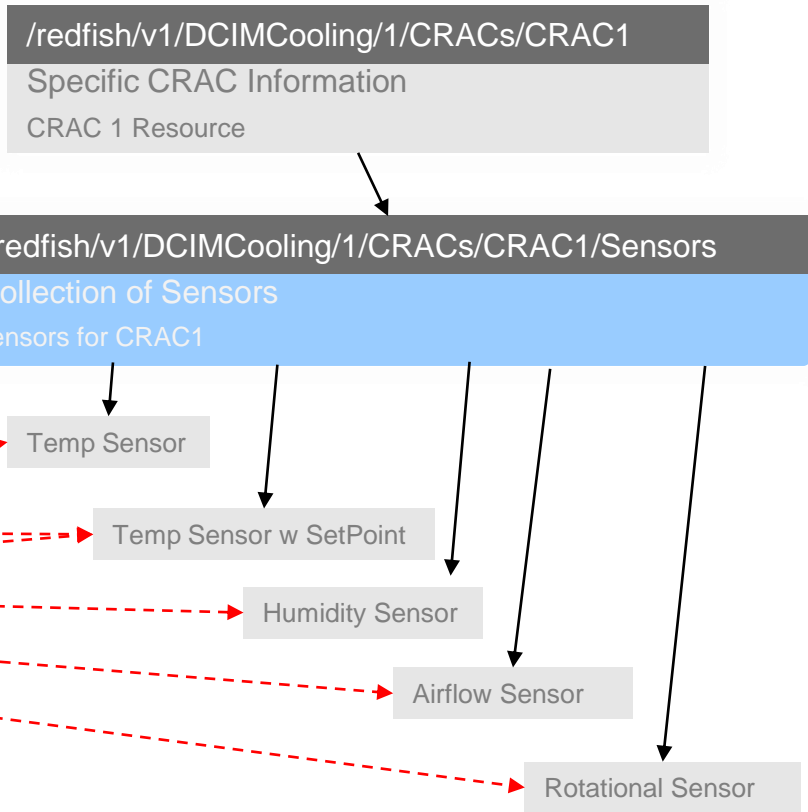 /redfish/v1/DCIMCooling/1/CRACs/CRAC1
Specific CRAC Information
CRAC 1 Resource
redfish/v1/DCIMCooling/1/CRACs/CRAC1/Sensors
ollection of Sensors
ensors for CRAC1
Temp Sensor
Temp Sensor w SetPoint
Humidity Sensor
Airflow Sensor
Rotational Sensor